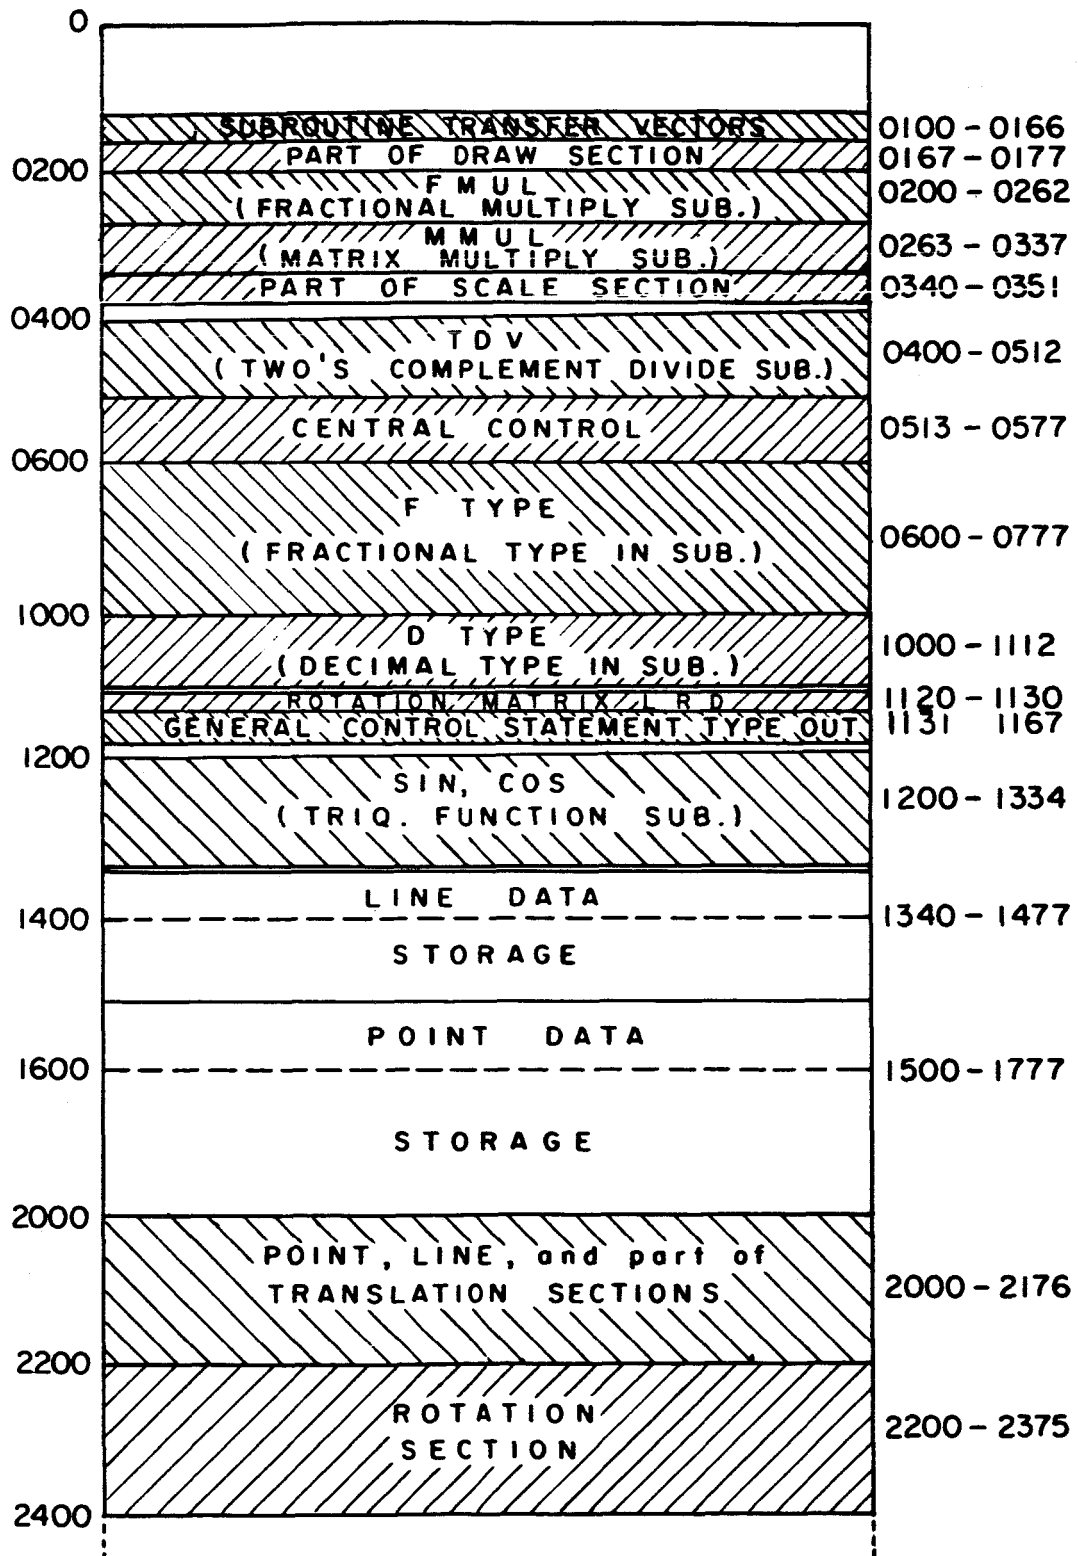 0
SUBROUTINE TRANSFER VECTORS 0100 - 0166
PART OF DRAW SECTION 0167 - 0177
0200
FMUL 0200 - 0262
(FRACTIONAL MULTIPLY SUB.)
MMUL 0263 - 0337
(MATRIX MULTIPLY SUB.)
PART OF SCALE SECTION 0340 - 0351
0400
TDV 0400 - 0512
(TWO'S COMPLEMENT DIVIDE SUB.)
CENTRAL CONTROL 0513 - 0577
0600
F TYPE 0600 - 0777
(FRACTIONAL TYPE IN SUB.)
1000
D TYPE 1000 - 1112
(DECIMAL TYPE IN SUB.)
ROTATION MATRIX L R D 1120 - 1130
GENERAL CONTROL STATEMENT TYPE OUT 1131 1167
1200
SIN, COS 1200 - 1334
(TRIQ. FUNCTION SUB.)
LINE DATA
1400 1340 - 1477
STORAGE
POINT DATA
1600 1500 - 1777
STORAGE
2000
POINT, LINE, and part of
TRANSLATION SECTIONS 2000 - 2176
2200
ROTATION 2200 - 2375
SECTION
2400